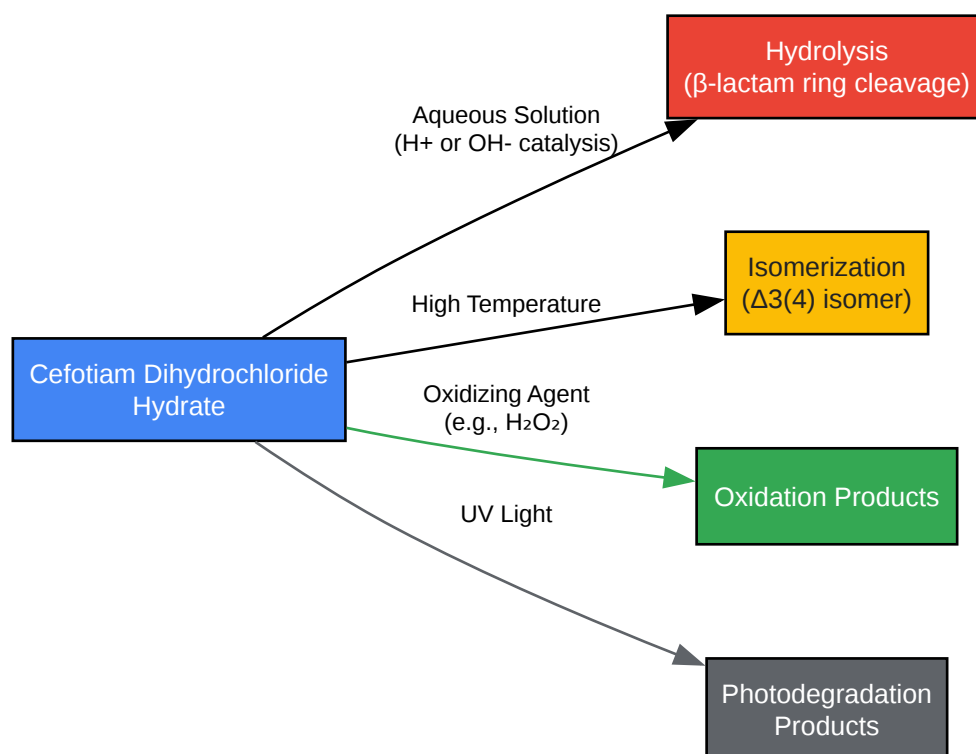 Hydrolysis
(β-lactam ring cleavage)
Aqueous Solution
(H+ or OH- catalysis)
Isomerization
(Δ3(4) isomer)
High Temperature
Cefotiam Dihydrochloride
Hydrate
Oxidizing Agent
(e.g., H₂O₂)
Oxidation Products
UV Light
Photodegradation
Products